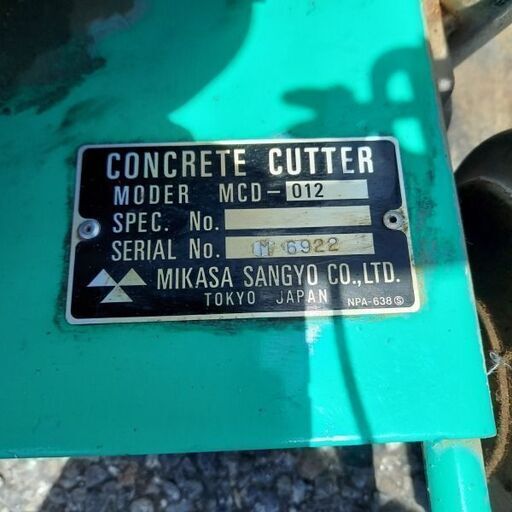 CONCRETE CUTTER
MODER MCD-012
SPEC. No.
SERIAL No. M 6922
MIKASA SANGYO CO.,LTD.
TOKYO JAPAN NPA-638 Ⓢ